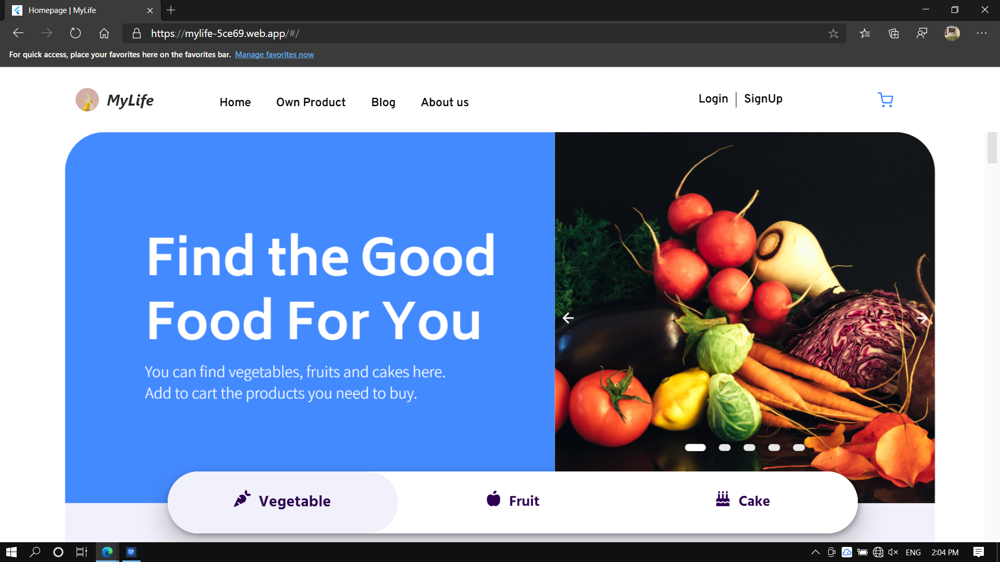 Homepage | MyLife
https://mylife-5ce69.web.app/#/
For quick access, place your favorites here on the favorites bar. Manage favorites now
MyLife
Home Own Product Blog About us
Login | SignUp
Find the Good
Food For You
You can find vegetables, fruits and cakes here.
Add to cart the products you need to buy.
Vegetable Fruit Cake
ENG 2:04 PM